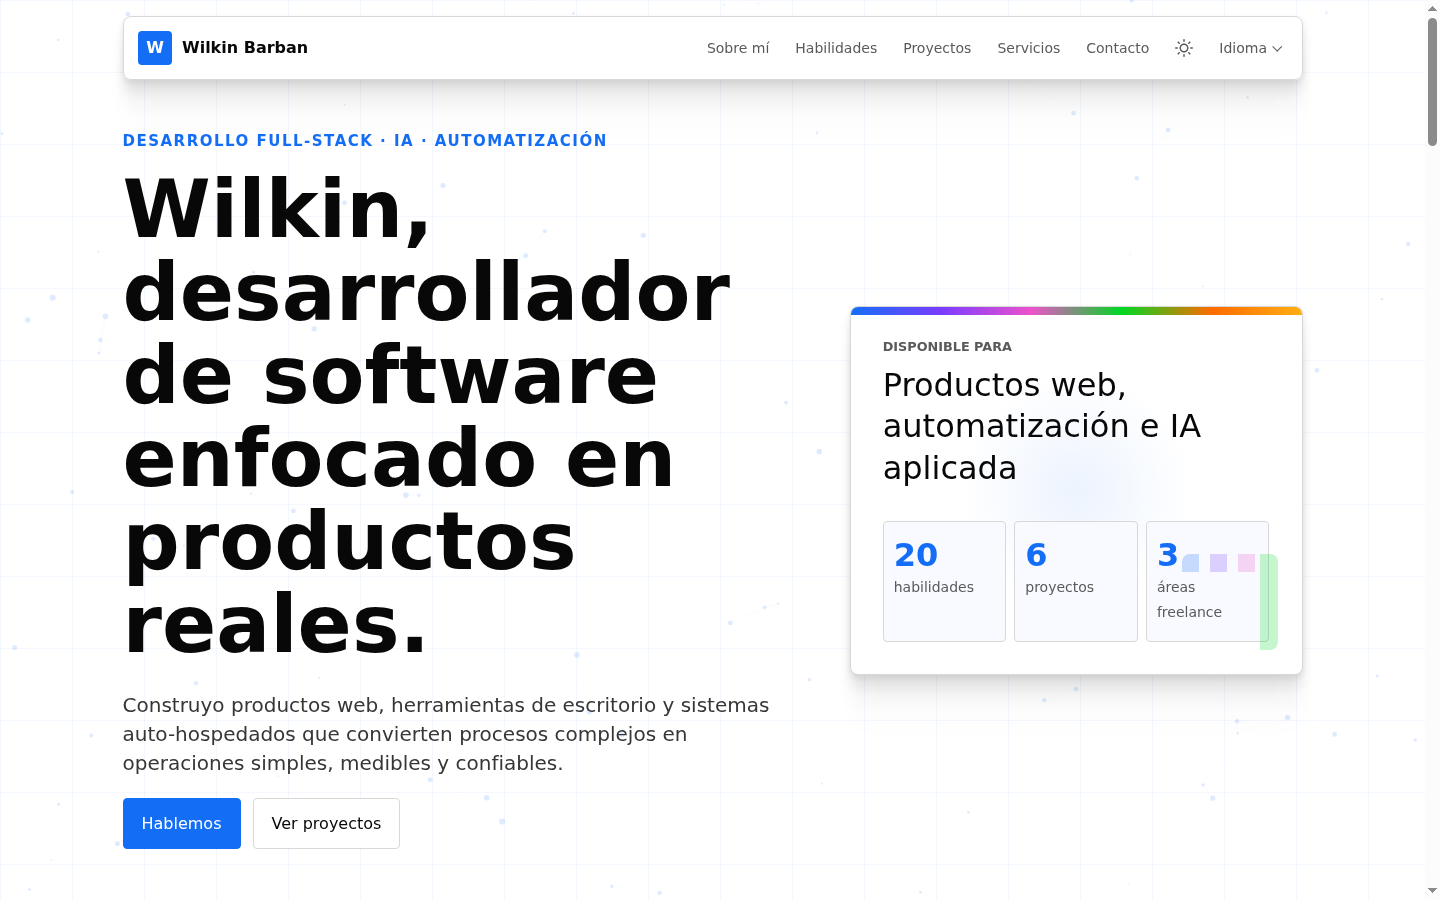 W Wilkin Barban
Sobre mí Habilidades Proyectos Servicios Contacto Idioma
DESARROLLO FULL-STACK · IA · AUTOMATIZACIÓN
Wilkin,
desarrollador
de software
enfocado en
productos
reales.
Construyo productos web, herramientas de escritorio y sistemas
auto-hospedados que convierten procesos complejos en
operaciones simples, medibles y confiables.
Hablemos Ver proyectos
DISPONIBLE PARA
Productos web,
automatización e IA
aplicada
20
habilidades
6
proyectos
3
áreas
freelance